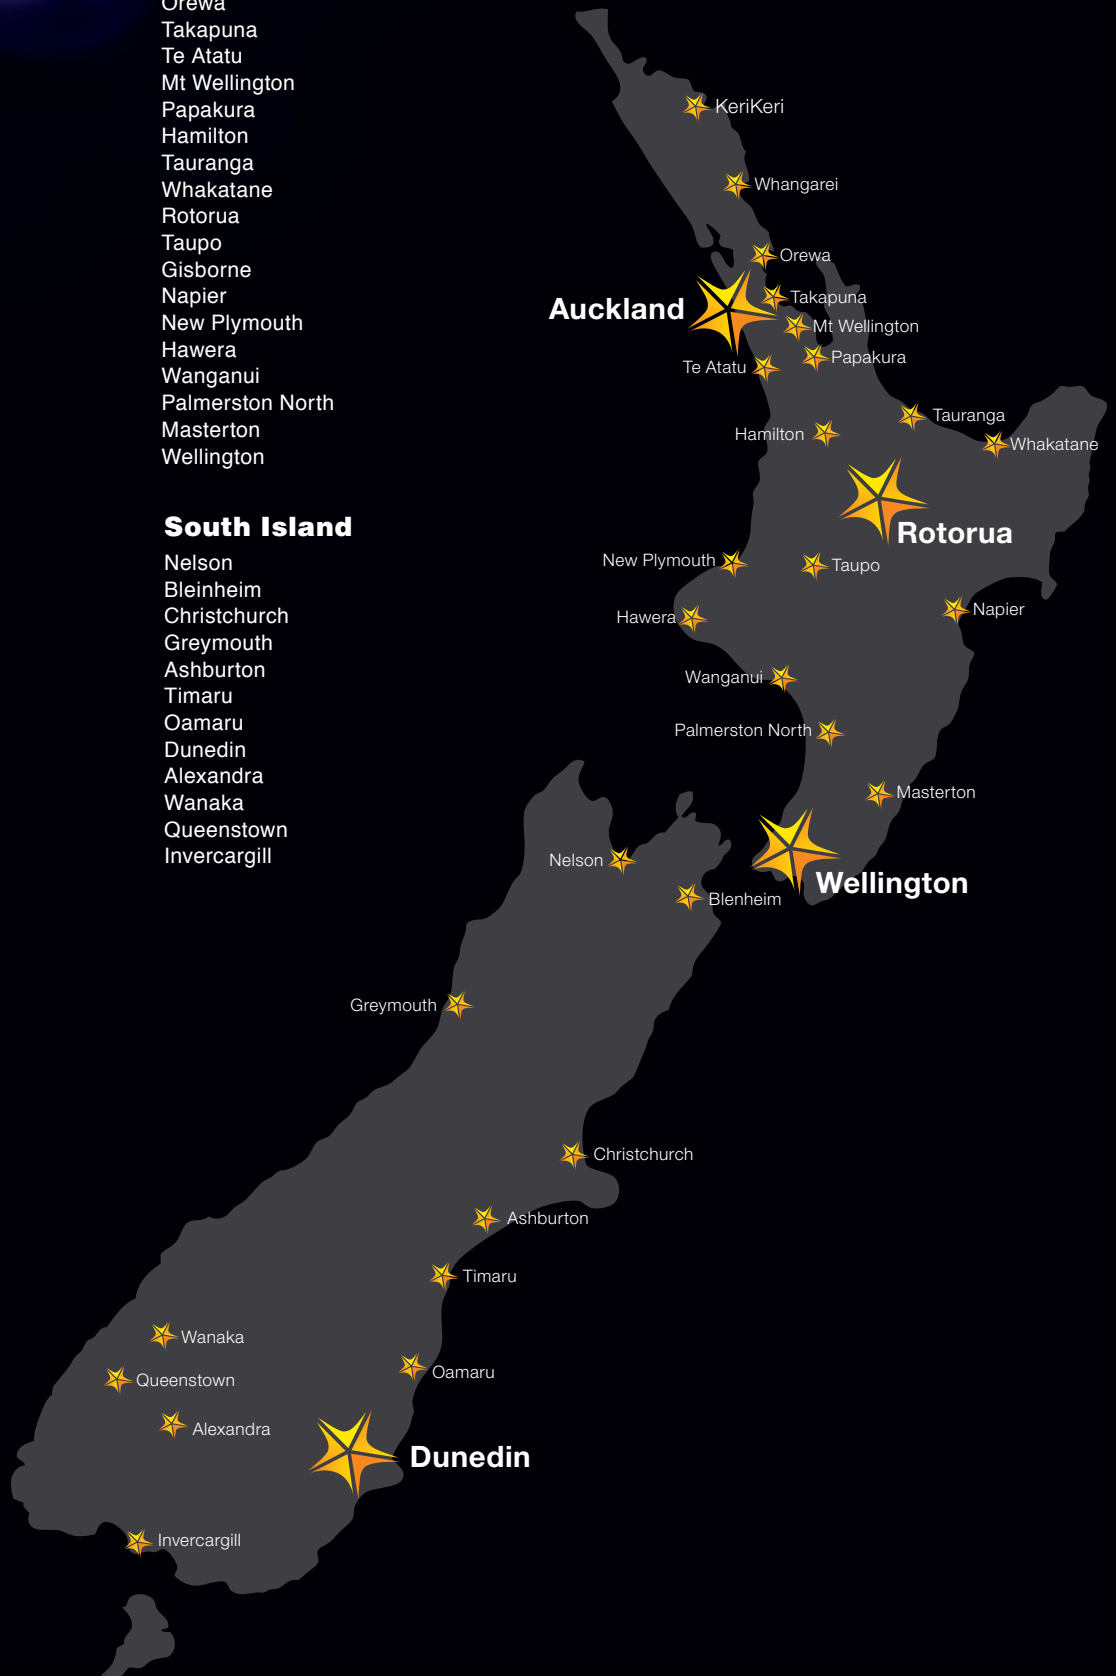 Orewa
Takapuna
Te Atatu
Mt Wellington
Papakura
Hamilton
Tauranga
Whakatane
Rotorua
Taupo
Gisborne
Napier
New Plymouth
Hawera
Wanganui
Palmerston North
Masterton
Wellington
South Island
Nelson
Bleinheim
Christchurch
Greymouth
Ashburton
Timaru
Oamaru
Dunedin
Alexandra
Wanaka
Queenstown
Invercargill
KeriKeri
Whangarei
Orewa
Takapuna
Auckland
Mt Wellington
Papakura
Te Atatu
Tauranga
Hamilton
Whakatane
Rotorua
New Plymouth
Taupo
Napier
Hawera
Wanganui
Palmerston North
Masterton
Nelson
Wellington
Blenheim
Greymouth
Christchurch
Ashburton
Timaru
Wanaka
Oamaru
Queenstown
Alexandra
Dunedin
Invercargill